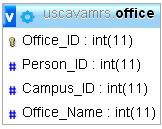 v uscavamrs office
Office_ID : int(11)
# Person_ID : int(11)
# Campus_ID : int(11)
# Office_Name : int(11)